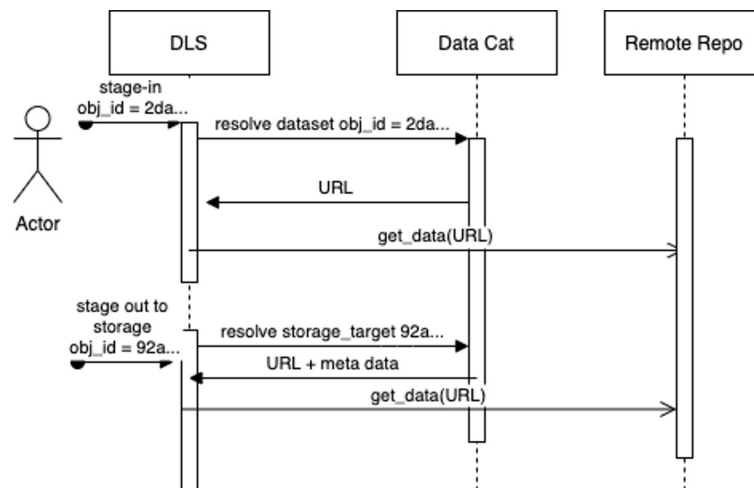 DLS
Data Cat
Remote Repo
stage-in
obj_id = 2da...
resolve dataset obj_id = 2da...
URL
Actor
get_data(URL)
stage out to
storage
obj_id = 92a...
resolve storage_target 92a...
URL + meta data
get_data(URL)